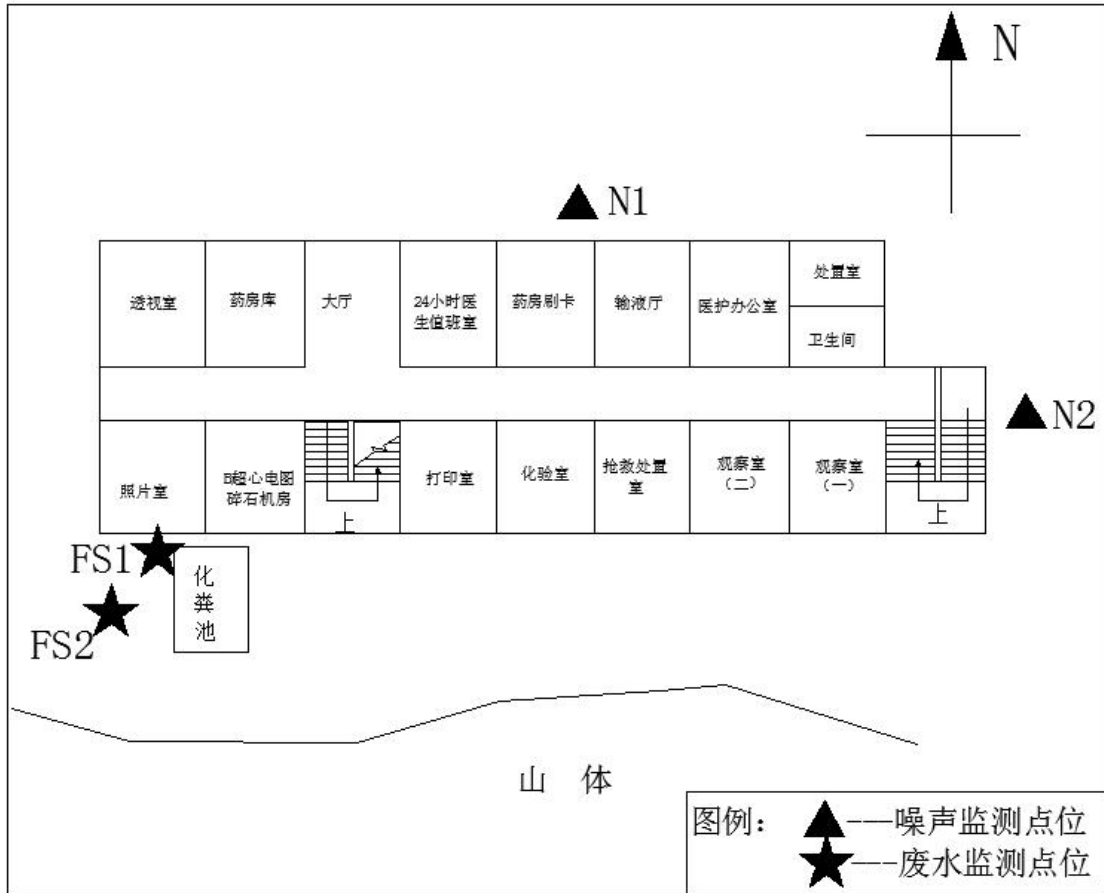 N
N1
透视室
药房库
大厅
24小时医
生值班室
药房刷卡
输液厅
医护办公室
处置室
卫生间
N2
照片室
B超心电图
碎石机房
上
打印室
化验室
抢救处置
室
观察室
（二）
观察室
（一）
上
FS1
FS2
化
粪
池
山 体
图例：
▲---噪声监测点位
★---废水监测点位